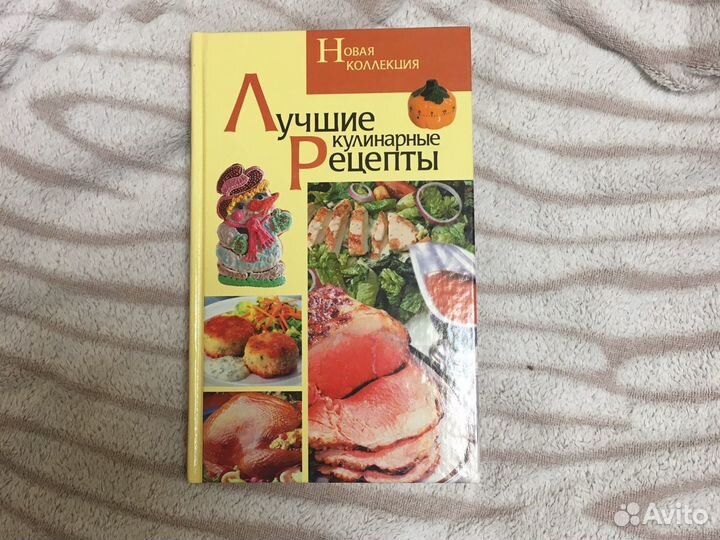 Новая
коллекция
Лучшие
кулинарные
Рецепты
Avito